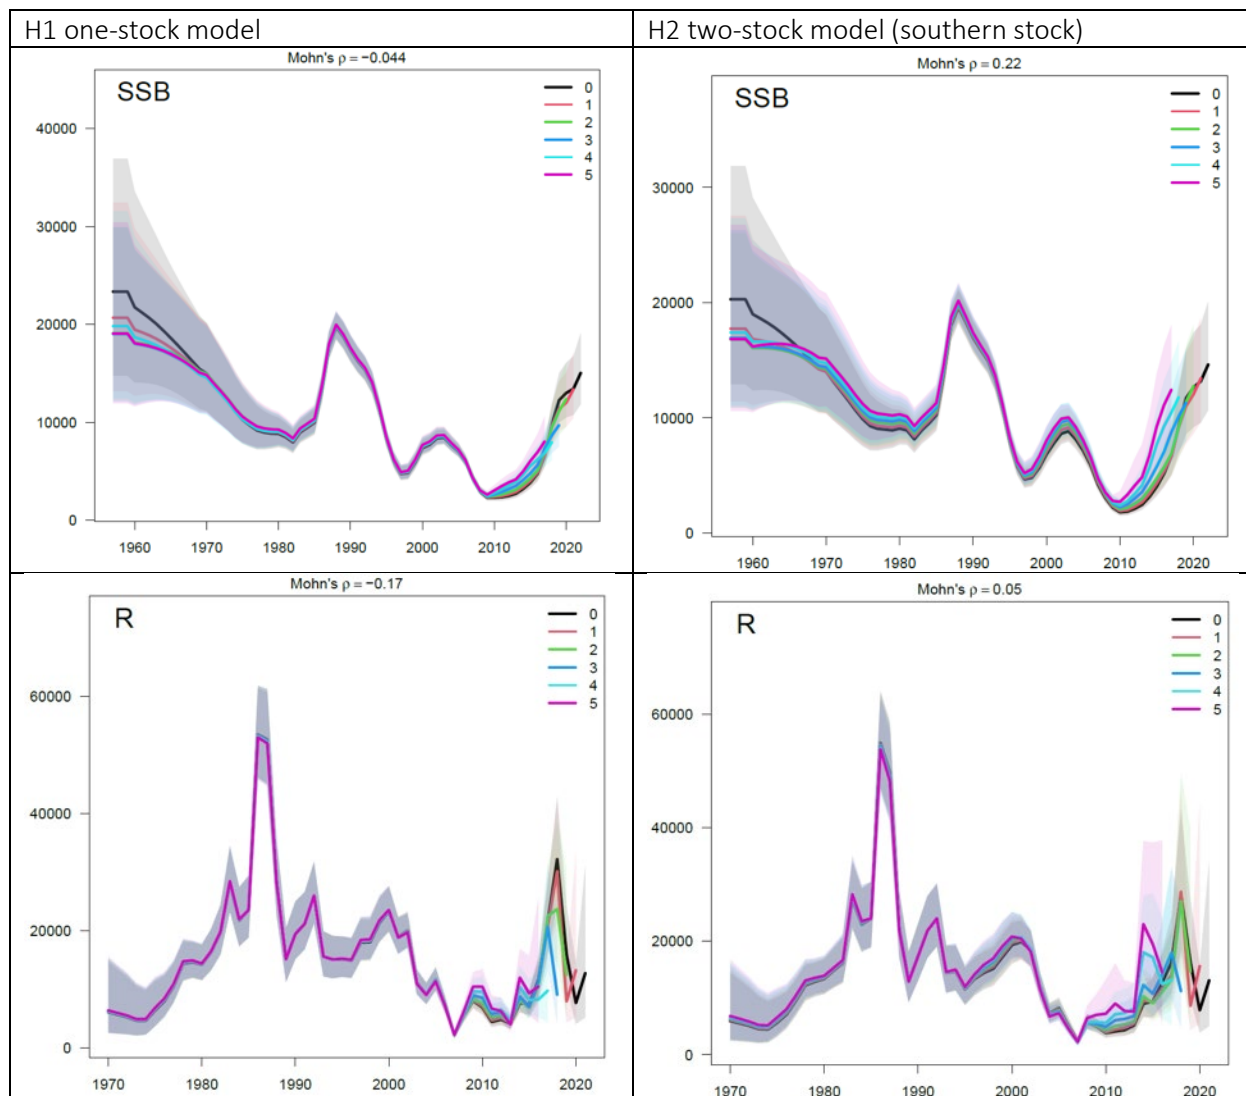 H1 one-stock model
H2 two-stock model (southern stock)
Mohn's ρ = −0.044
SSB
0
1
2
3
4
5
40000
30000
20000
10000
0
1960 1970 1980 1990 2000 2010 2020
Mohn's ρ = 0.22
SSB
0
1
2
3
4
5
30000
20000
10000
0
1960 1970 1980 1990 2000 2010 2020
Mohn's ρ = −0.17
R
0
1
2
3
4
5
60000
40000
20000
0
1970 1980 1990 2000 2010 2020
Mohn's ρ = 0.05
R
0
1
2
3
4
5
60000
40000
20000
0
1970 1980 1990 2000 2010 2020